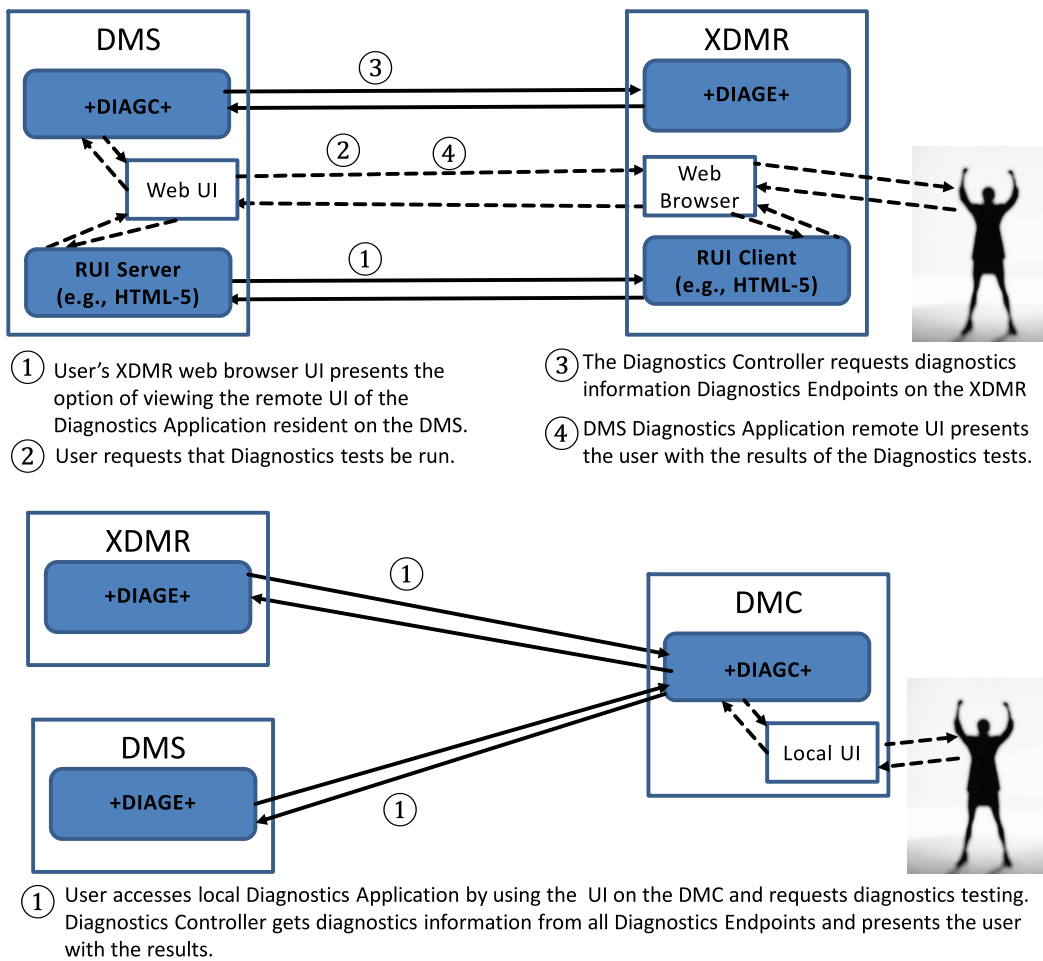 DMS
XDMR
+DIAGC+
③
+DIAGE+
②
④
Web UI
Web
Browser
RUI Server
(e.g., HTML-5)
①
RUI Client
(e.g., HTML-5)
① User's XDMR web browser UI presents the
option of viewing the remote UI of the
Diagnostics Application resident on the DMS.
② User requests that Diagnostics tests be run.
③ The Diagnostics Controller requests diagnostics
information Diagnostics Endpoints on the XDMR
④ DMS Diagnostics Application remote UI presents
the user with the results of the Diagnostics tests.
XDMR
+DIAGE+
①
DMC
+DIAGC+
Local UI
DMS
+DIAGE+
①
① User accesses local Diagnostics Application by using the  UI on the DMC and requests diagnostics testing.
Diagnostics Controller gets diagnostics information from all Diagnostics Endpoints and presents the user
with the results.